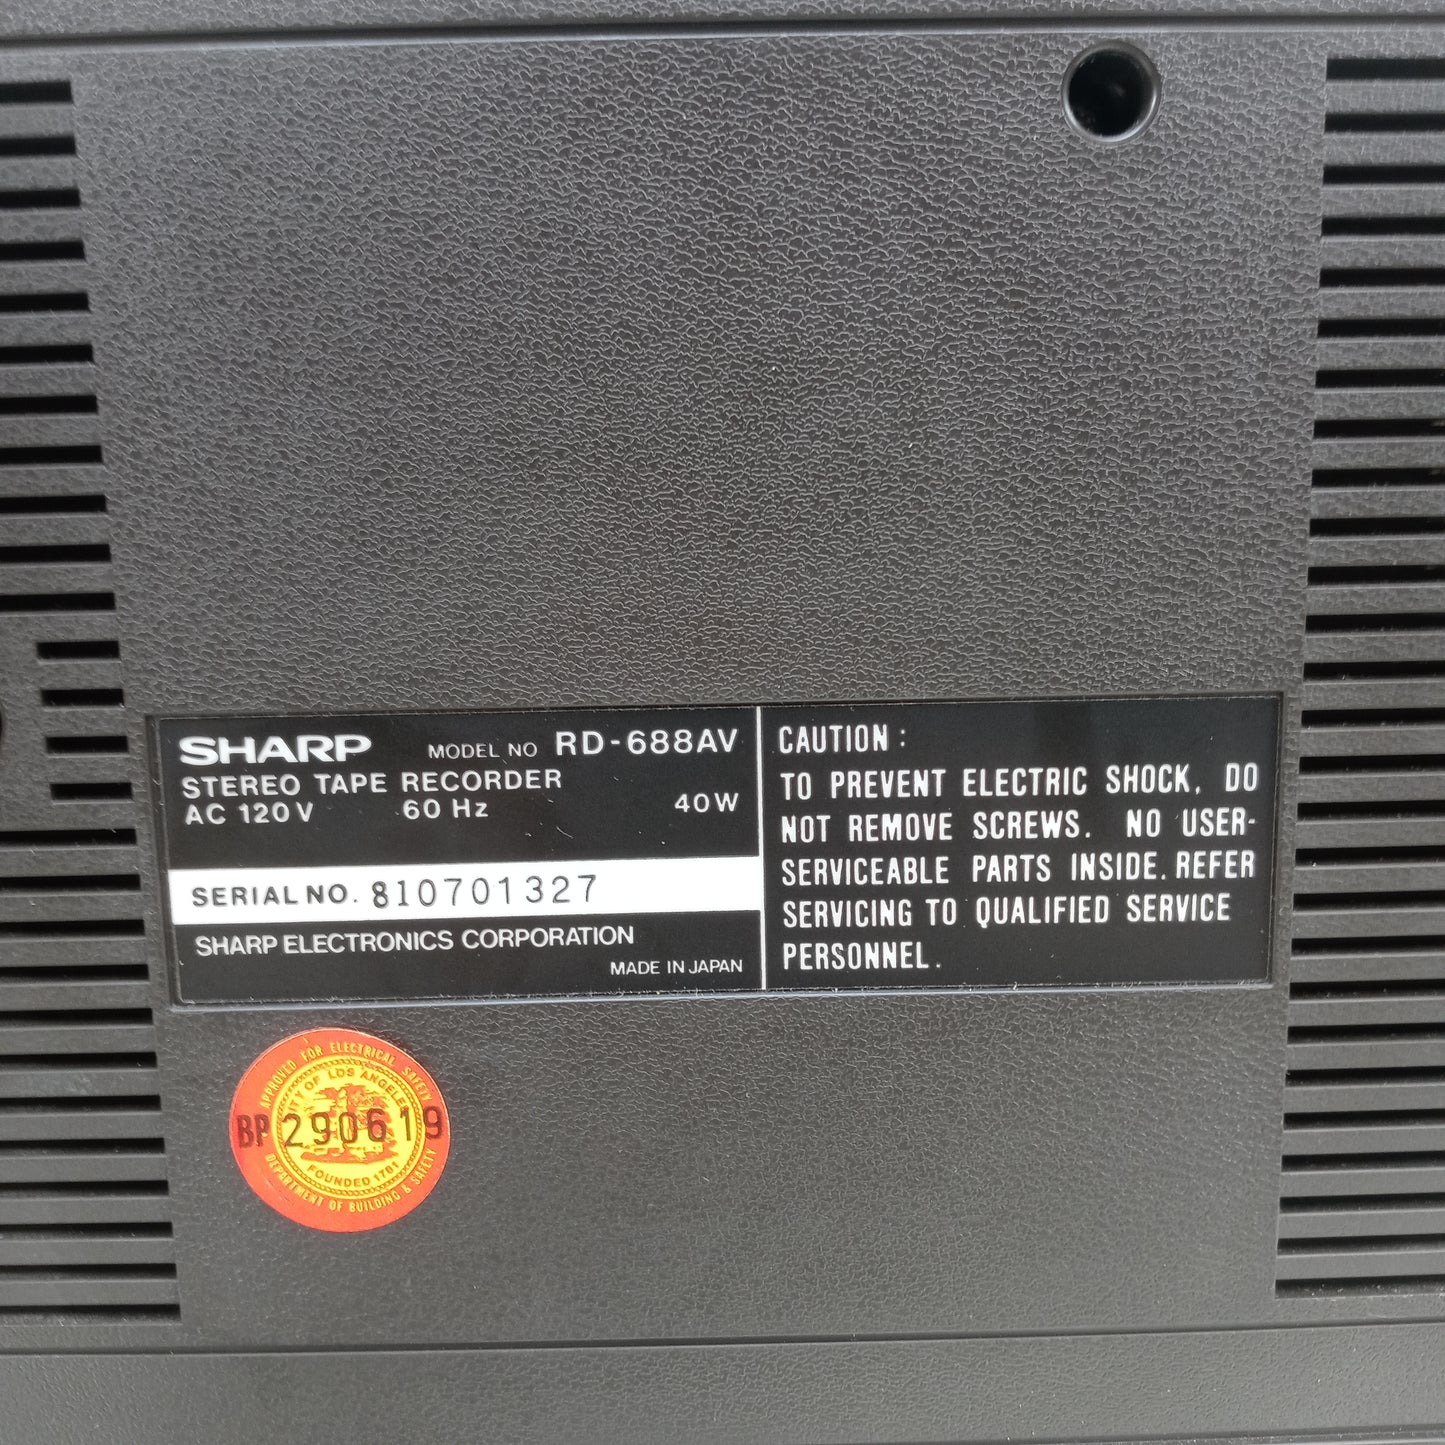 SHARP MODEL NO RD-688AV
STEREO TAPE RECORDER
AC 120V 60 Hz 40W
SERIAL NO. 810701327
SHARP ELECTRONICS CORPORATION
MADE IN JAPAN
CAUTION :
TO PREVENT ELECTRIC SHOCK, DO
NOT REMOVE SCREWS. NO USER-
SERVICEABLE PARTS INSIDE. REFER
SERVICING TO QUALIFIED SERVICE
PERSONNEL.
APPROVED FOR ELECTRICAL SAFETY
CITY OF LOS ANGELES
BP 290619
FOUNDED 1781
DEPARTMENT OF BUILDING & SAFETY